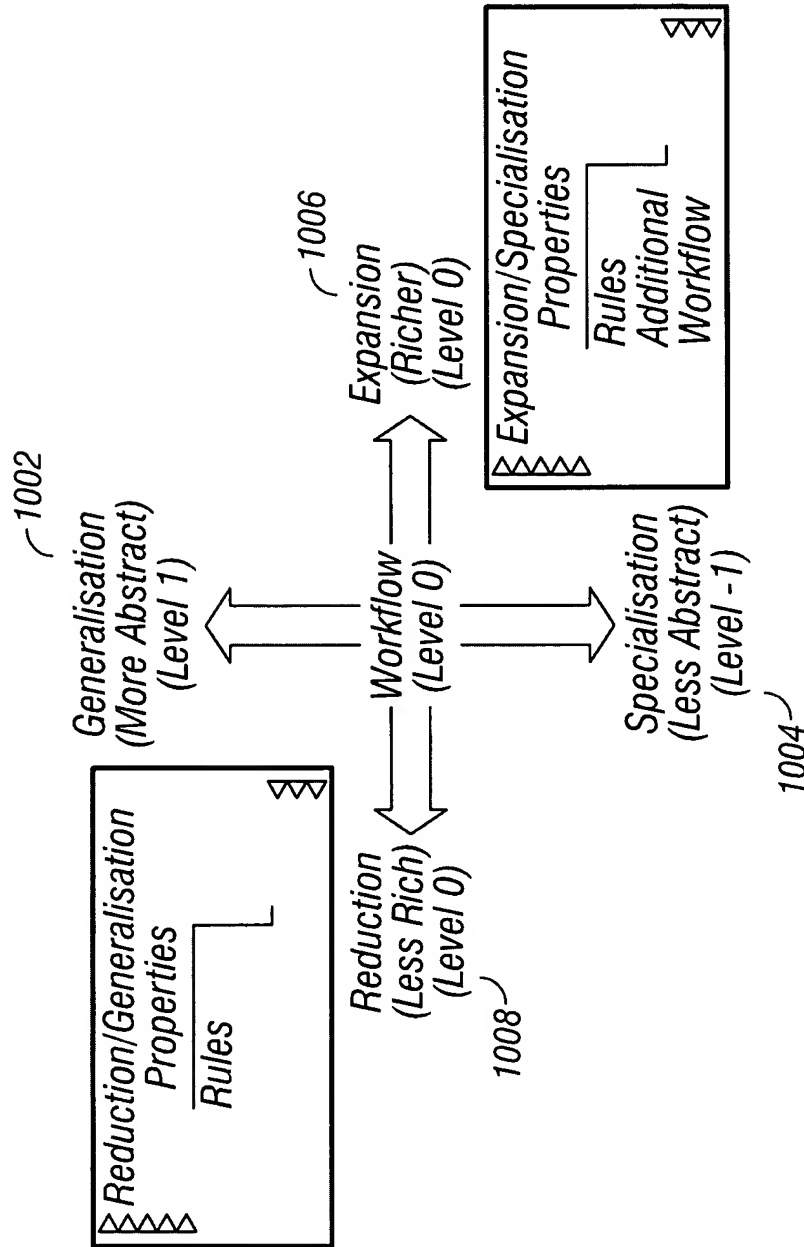 1002
Generalisation
(More Abstract)
(Level 1)
Reduction/Generalisation
Properties
Rules
Reduction
(Less Rich)
(Level 0)
1008
Workflow
(Level 0)
1006
Expansion
(Richer)
(Level 0)
Specialisation
(Less Abstract)
(Level -1)
1004
Expansion/Specialisation
Properties
Rules
Additional
Workflow